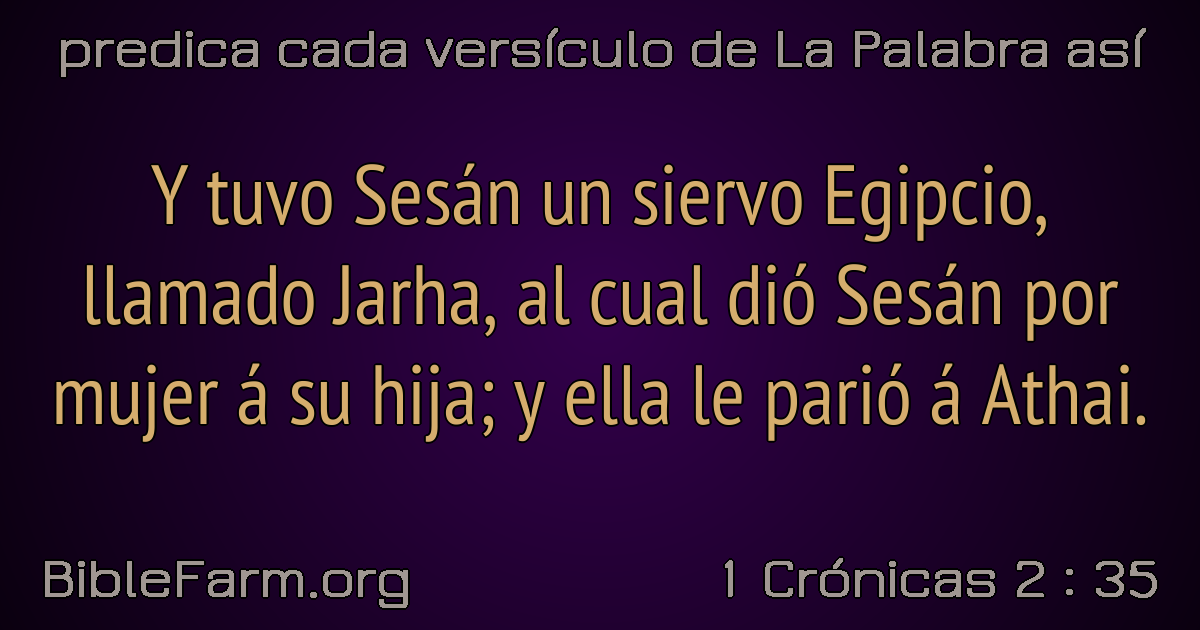 predica cada versículo de La Palabra así
Y tuvo Sesán un siervo Egipcio,
llamado Jarha, al cual dió Sesán por
mujer á su hija; y ella le parió á Athai.
BibleFarm.org
1 Crónicas 2 : 35